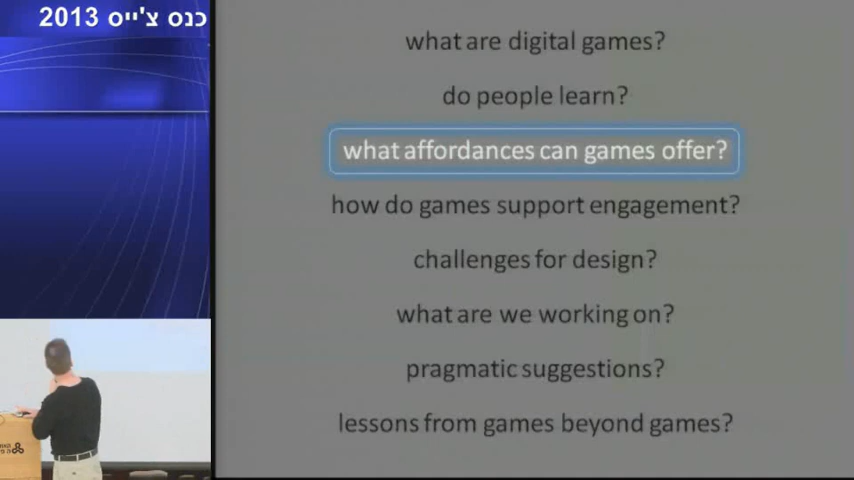 כנס צ'ייס 2013
what are digital games?
do people learn?
what affordances can games offer?
how do games support engagement?
challenges for design?
what are we working on?
pragmatic suggestions?
lessons from games beyond games?